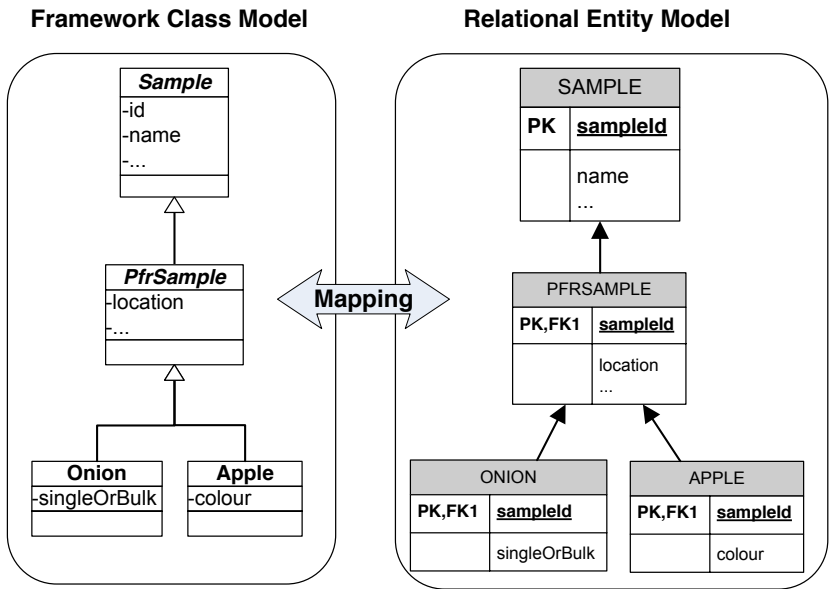 Framework Class Model
Relational Entity Model
Sample
-id
-name
-...
PfrSample
-location
-...
Onion
-singleOrBulk
Apple
-colour
Mapping
SAMPLE
PK sampleId
name
...
PFRSAMPLE
PK,FK1 sampleId
location
...
ONION
PK,FK1 sampleId
singleOrBulk
APPLE
PK,FK1 sampleId
colour